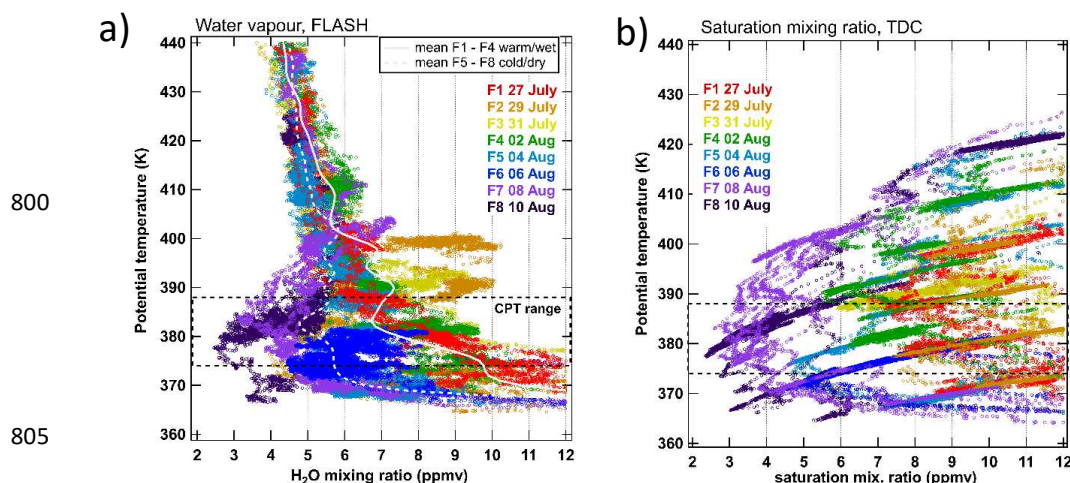 a)
Water vapour, FLASH
mean F1 - F4 warm/wet
mean F5 - F8 cold/dry
F1 27 July
F2 29 July
F3 31 July
F4 02 Aug
F5 04 Aug
F6 06 Aug
F7 08 Aug
F8 10 Aug
CPT range
440
430
420
410
400
390
380
370
360
Potential temperature (K)
2 3 4 5 6 7 8 9 10 11 12
H₂O mixing ratio (ppmv)
800
805
b)
Saturation mixing ratio, TDC
F1 27 July
F2 29 July
F3 31 July
F4 02 Aug
F5 04 Aug
F6 06 Aug
F7 08 Aug
F8 10 Aug
440
430
420
410
400
390
380
370
360
Potential temperature (K)
2 3 4 5 6 7 8 9 10 11 12
saturation mix. ratio (ppmv)